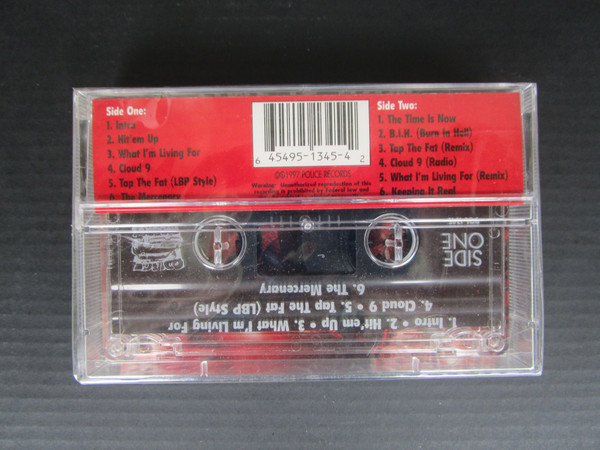 Side One:
1. Intro
2. Hit'em Up
3. What I'm Living For
4. Cloud 9
5. Tap The Fat (LBP Style)
6. The Mercenary
6 45495-1345-4 2
℗©1997 POLICE RECORDS
Warning: Unauthorized reproduction of this
recording is prohibited by Federal law and
Side Two:
1. The Time Is Now
2. B.I.H. (Burn in Hell)
3. Tap The Fat (Remix)
4. Cloud 9 (Radio)
5. What I'm Living For (Remix)
6. Keeping It Real
SIDE
ONE
1. Intro • 2. Hit'em Up • 3. What I'm Living For
4. Cloud 9 • 5. Tap The Fat (LBP Style)
6. The Mercenary